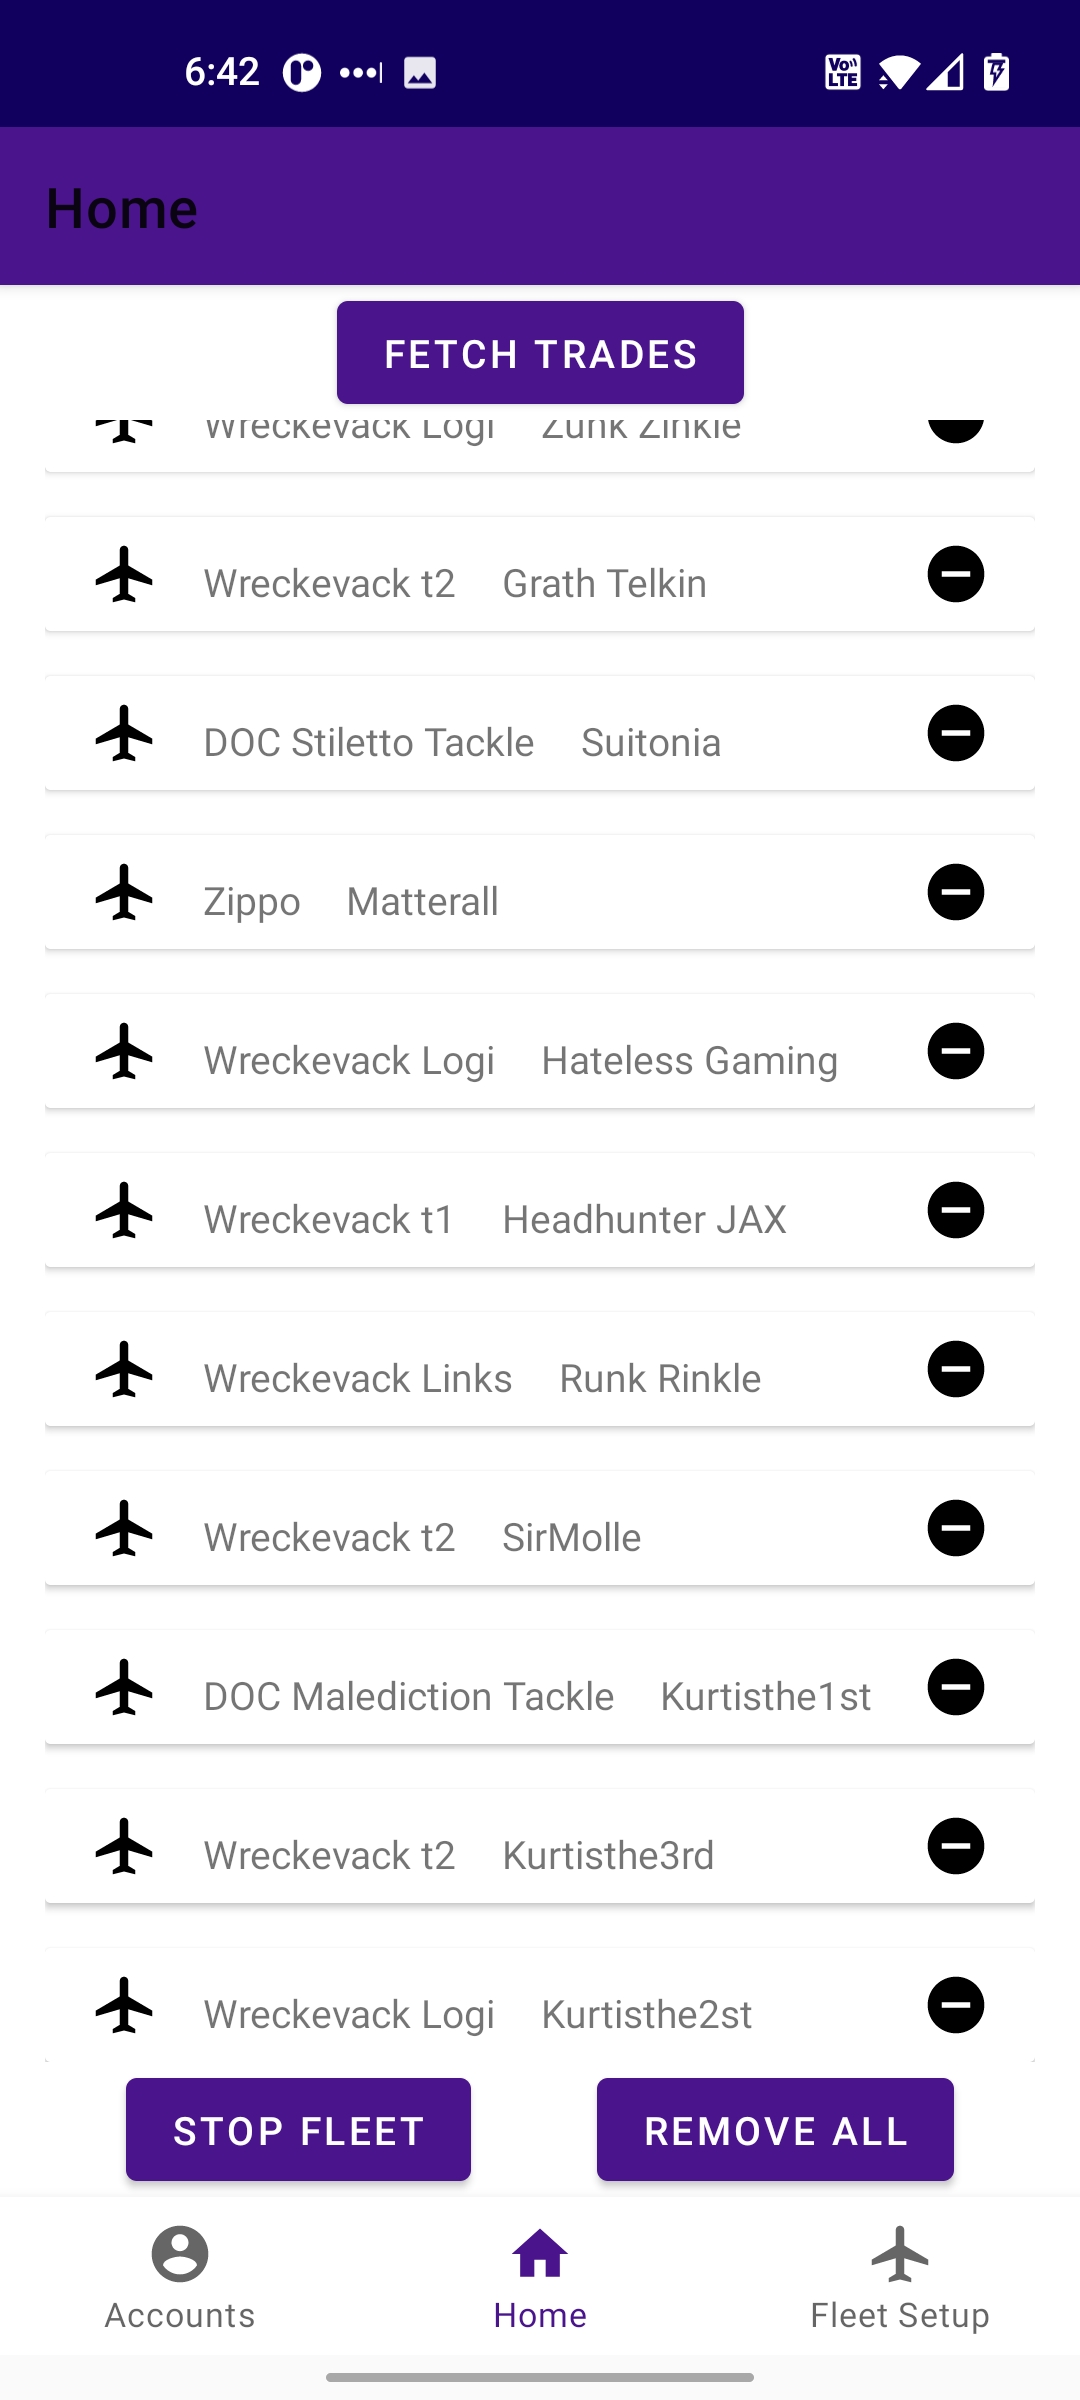 6:42
Vo LTE
Home
FETCH TRADES
Wreckevack Logi Zunk Zinkle
Wreckevack t2 Grath Telkin
DOC Stiletto Tackle Suitonia
Zippo Matterall
Wreckevack Logi Hateless Gaming
Wreckevack t1 Headhunter JAX
Wreckevack Links Runk Rinkle
Wreckevack t2 SirMolle
DOC Malediction Tackle Kurtisthe1st
Wreckevack t2 Kurtisthe3rd
Wreckevack Logi Kurtisthe2st
STOP FLEET REMOVE ALL
Accounts Home Fleet Setup